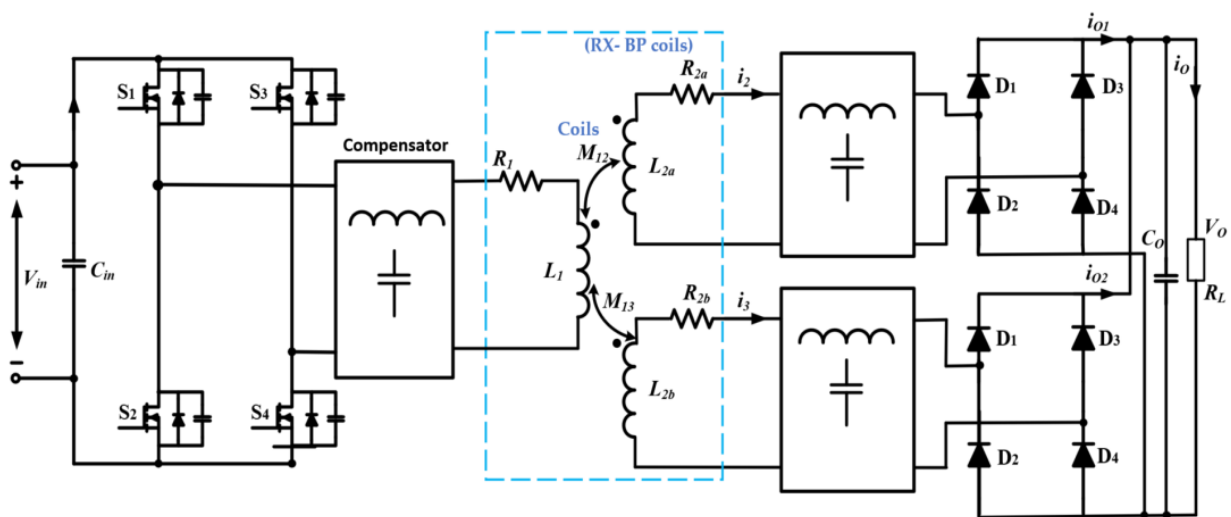 (RX- BP coils)
iO1
S1
S3
R2a
i2
D1
D3
iO
Compensator
Coils
R1
M12
L2a
D2
D4
+
Vin
−
Cin
L1
CO
VO
RL
M13
R2b
i3
iO2
D1
D3
L2b
S2
S4
D2
D4